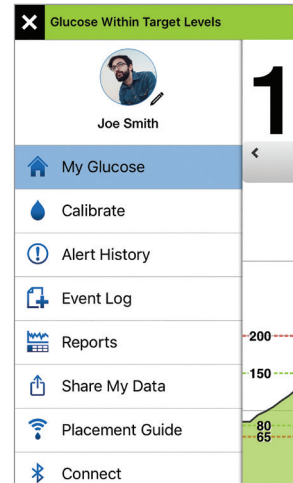 Glucose Within Target Levels
Joe Smith
1
My Glucose
Calibrate
Alert History
Event Log
Reports
Share My Data
Placement Guide
Connect
200
150
80
65